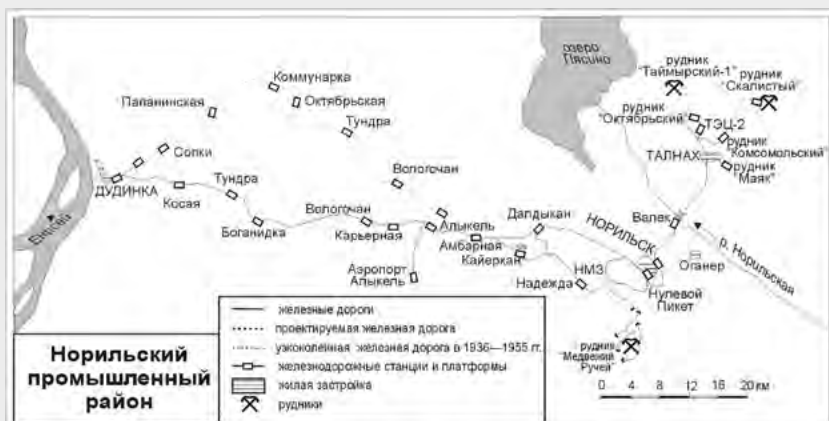 озеро
Пясино
рудник
"Таймырский-1"
рудник
"Скалистый"
Коммунарка
Октябрьская
Папанинская
Тундра
рудник
"Октябрьский"
ТЭЦ-2
рудник
"Комсомольский"
ТАЛНАХ
рудник
"Маяк"
Сопки
ДУДИНКА
Косая
Тундра
Боганидка
Вологочан
Вологочан
Карьерная
Алыкель
Амбарная
Далдыкан
Кайеркан
Валек
НОРИЛЬСК
Оганер
р. Норильская
Енисей
Аэропорт
Алыкель
Надежда
НМЗ
Нулевой
Пикет
рудник
"Медвежий
Ручей"
железные дороги
проектируемая железная дорога
узкоколейная железная дорога в 1936—1955 гг.
железнодорожные станции и платформы
жилая застройка
рудники
Норильский
промышленный
район
0 4 8 12 16 20 км